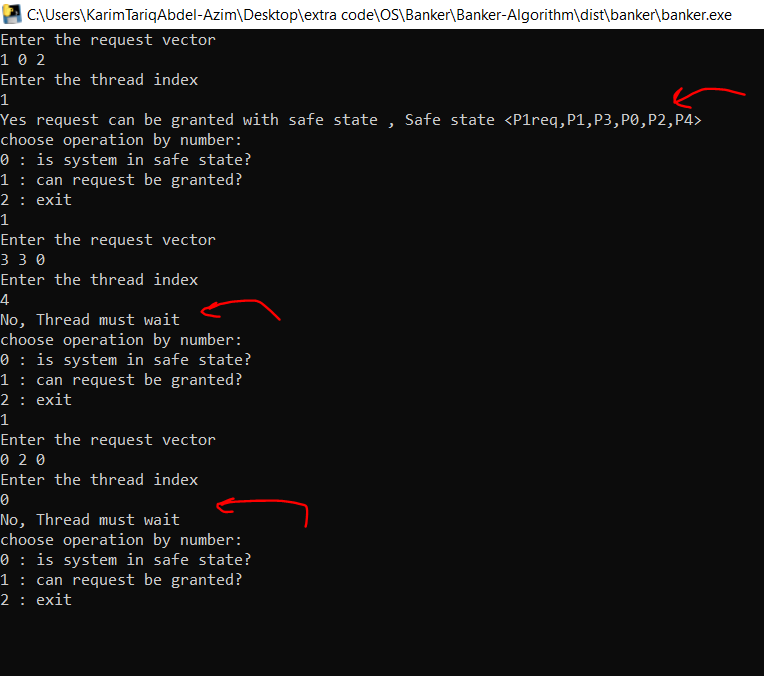 C:\Users\KarimTariqAbdel-Azim\Desktop\extra code\OS\Banker\Banker-Algorithm\dist\banker\banker.exe
Enter the request vector
1 0 2
Enter the thread index
1
Yes request can be granted with safe state , Safe state <P1req,P1,P3,P0,P2,P4>
choose operation by number:
0 : is system in safe state?
1 : can request be granted?
2 : exit
1
Enter the request vector
3 3 0
Enter the thread index
4
No, Thread must wait
choose operation by number:
0 : is system in safe state?
1 : can request be granted?
2 : exit
1
Enter the request vector
0 2 0
Enter the thread index
0
No, Thread must wait
choose operation by number:
0 : is system in safe state?
1 : can request be granted?
2 : exit